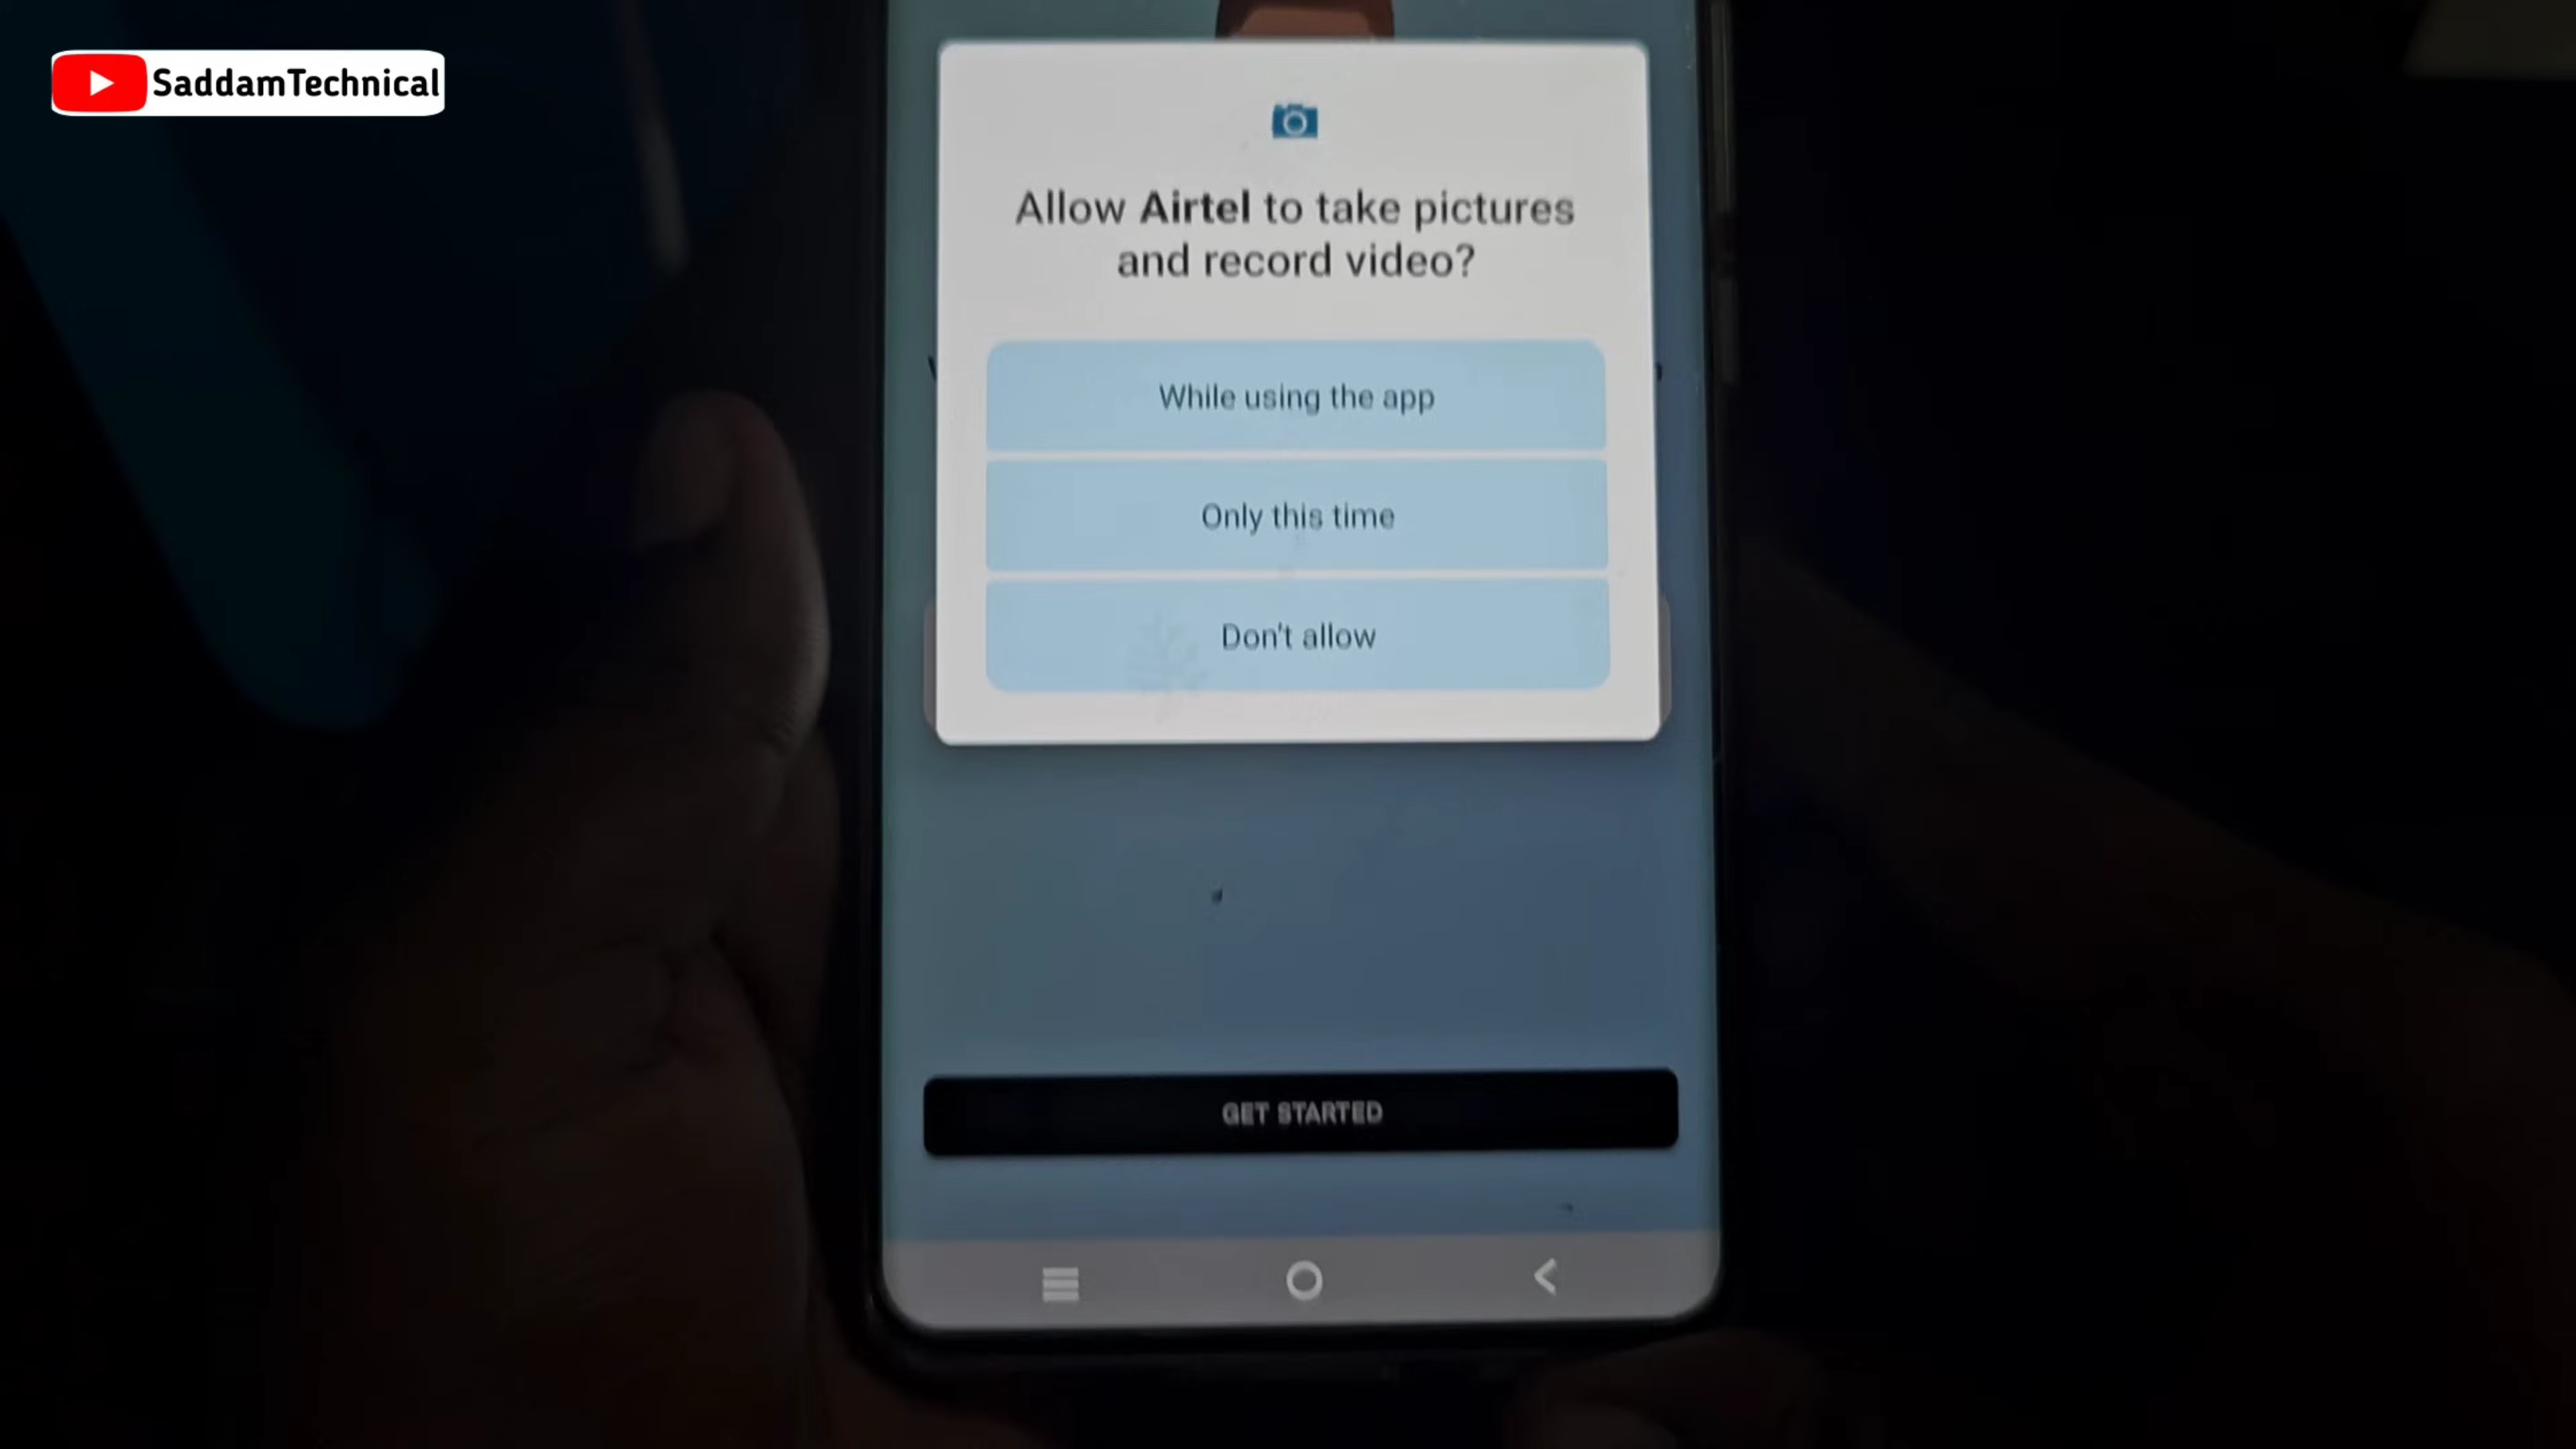 SaddamTechnical
Allow Airtel to take pictures
and record video?
While using the app
Only this time
Don't allow
GET STARTED